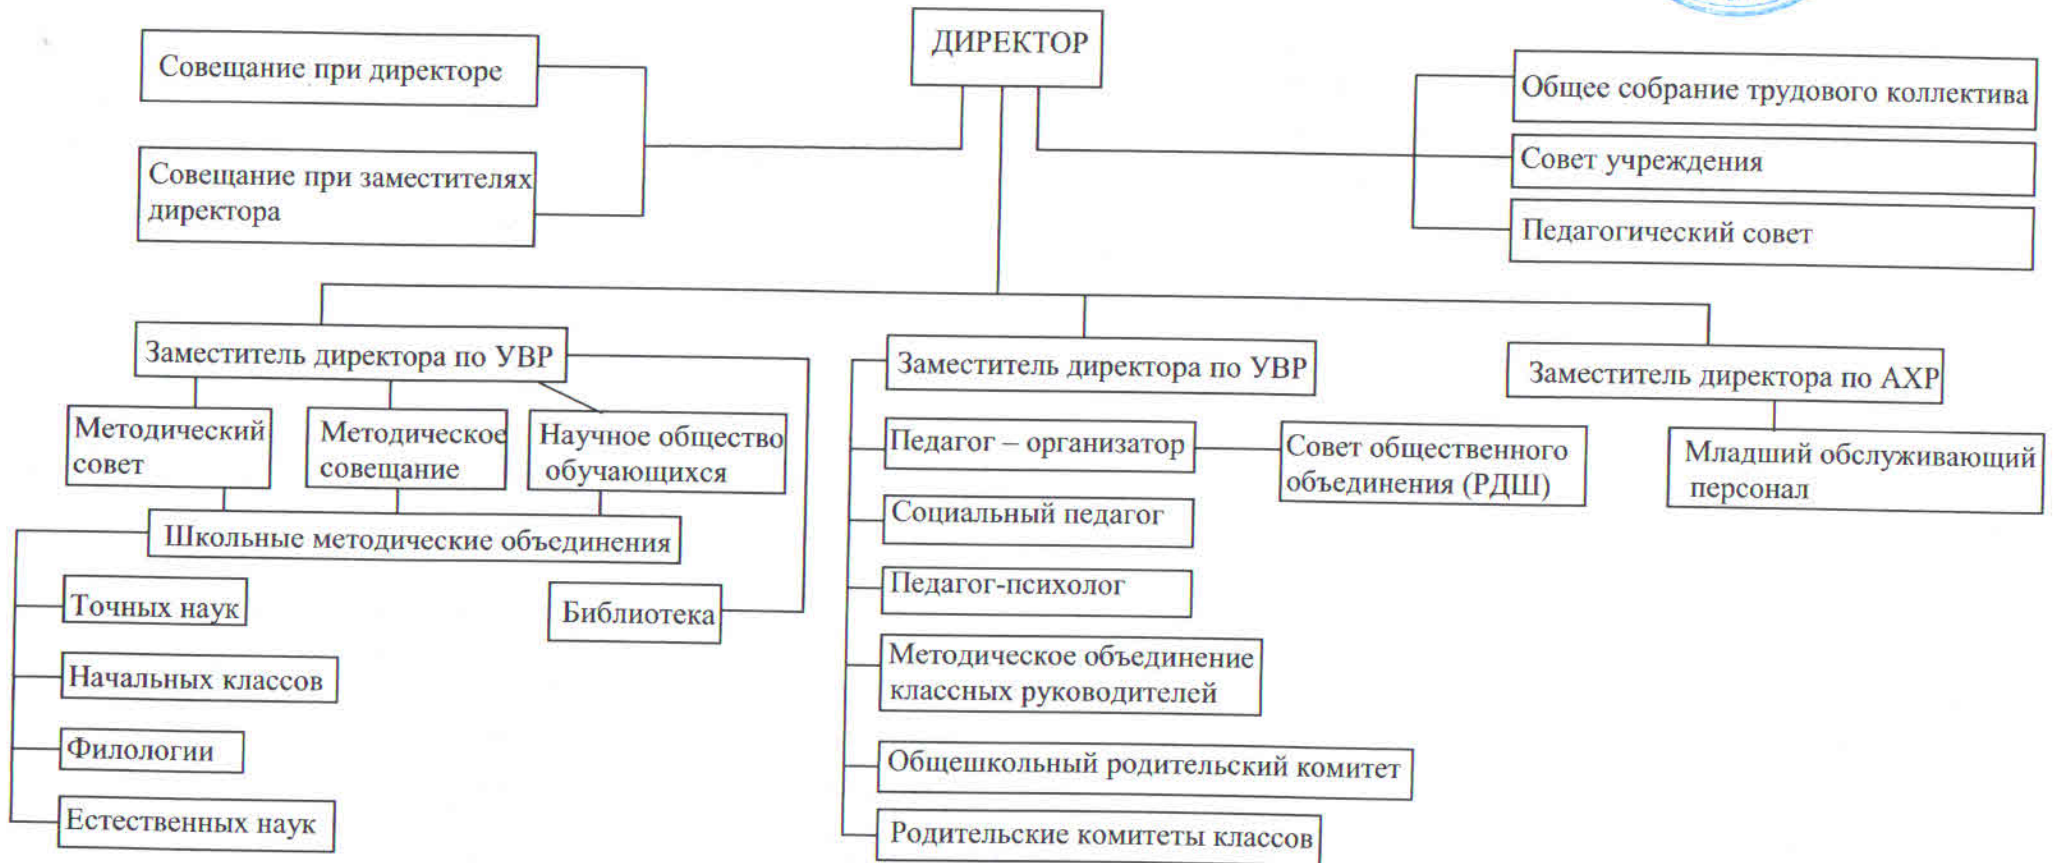 ДИРЕКТОР
Совещание при директоре
Совещание при заместителях
директора
Общее собрание трудового коллектива
Совет учреждения
Педагогический совет
Заместитель директора по УВР
Методический
совет
Методическое
совещание
Научное общество
обучающихся
Школьные методические объединения
Точных наук
Начальных классов
Филологии
Естественных наук
Библиотека
Заместитель директора по УВР
Педагог – организатор
Совет общественного
объединения (РДШ)
Социальный педагог
Педагог-психолог
Методическое объединение
классных руководителей
Общешкольный родительский комитет
Родительские комитеты классов
Заместитель директора по АХР
Младший обслуживающий
персонал